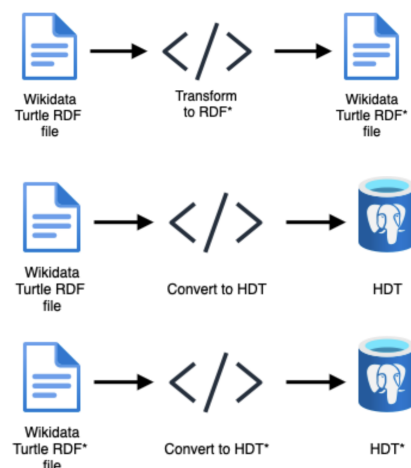 Wikidata
Turtle RDF
file
Transform
to RDF*
Wikidata
Turtle RDF*
file
Wikidata
Turtle RDF
file
Convert to HDT
HDT
Wikidata
Turtle RDF*
file
Convert to HDT*
HDT*